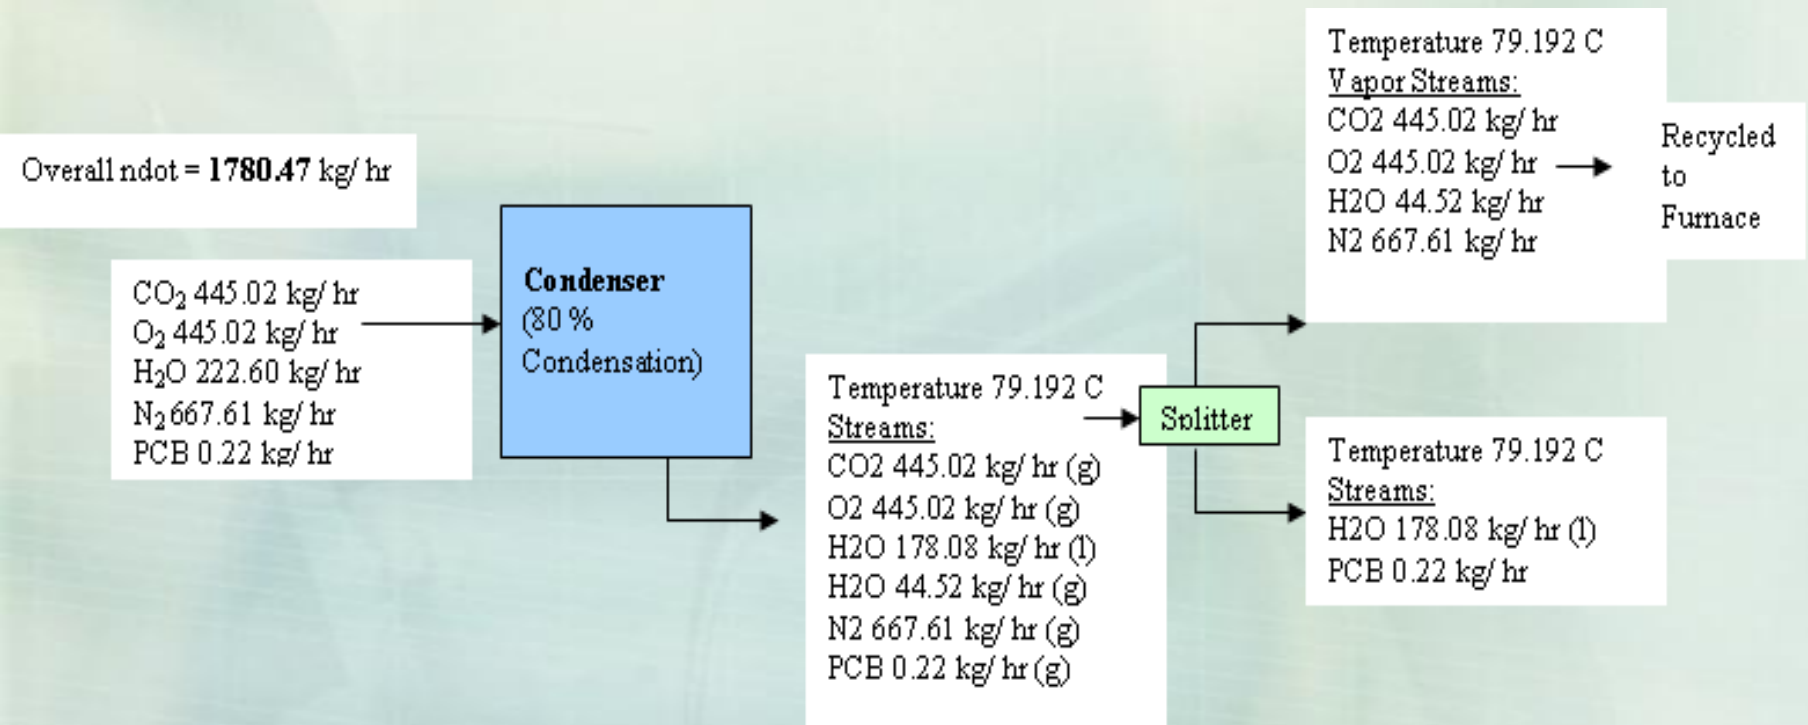 Overall ndot = 1780.47 kg/ hr
CO₂ 445.02 kg/ hr
O₂ 445.02 kg/ hr
H₂O 222.60 kg/ hr
N₂ 667.61 kg/ hr
PCB 0.22 kg/ hr
Condenser
(80 %
Condensation)
Temperature 79.192 C
Streams:
CO2 445.02 kg/ hr (g)
O2 445.02 kg/ hr (g)
H2O 178.08 kg/ hr (l)
H2O 44.52 kg/ hr (g)
N2 667.61 kg/ hr (g)
PCB 0.22 kg/ hr (g)
Splitter
Temperature 79.192 C
Vapor Streams:
CO2 445.02 kg/ hr
O2 445.02 kg/ hr
H2O 44.52 kg/ hr
N2 667.61 kg/ hr
Recycled
to
Furnace
Temperature 79.192 C
Streams:
H2O 178.08 kg/ hr (l)
PCB 0.22 kg/ hr